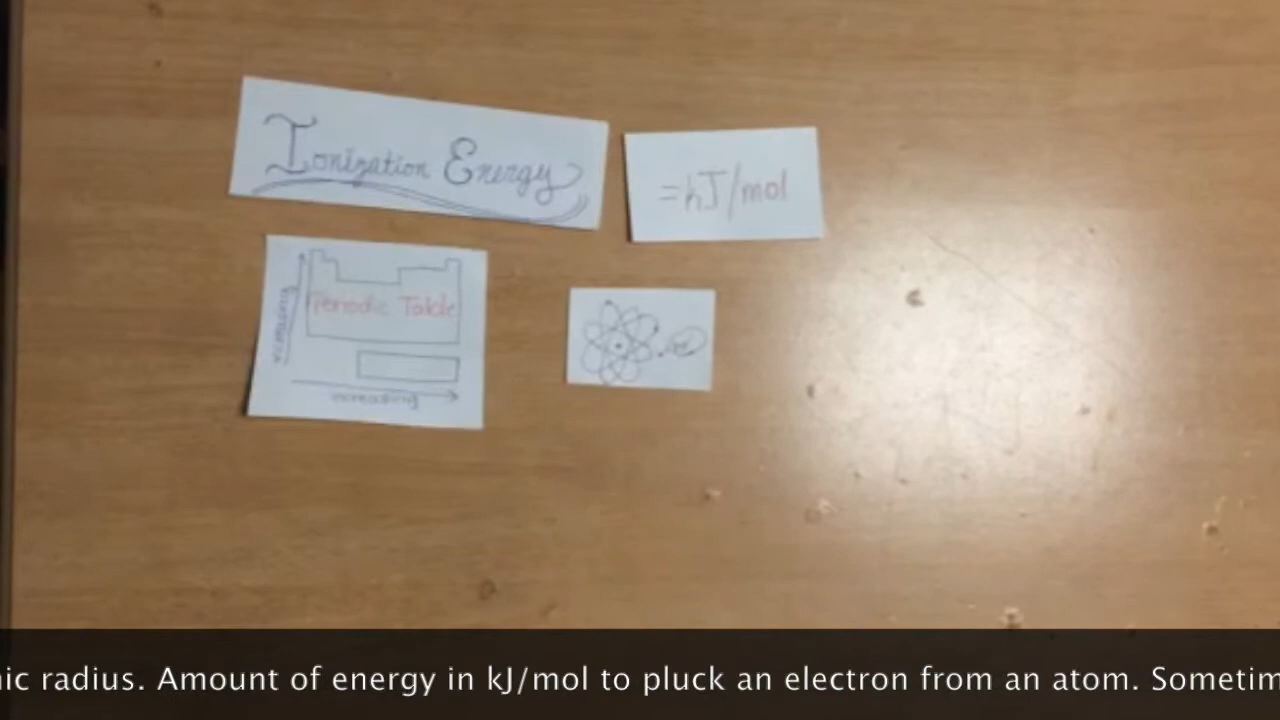 Ionization Energy
= kJ/mol
Periodic Table
increasing
increasing
ic radius. Amount of energy in kJ/mol to pluck an electron from an atom. Sometim